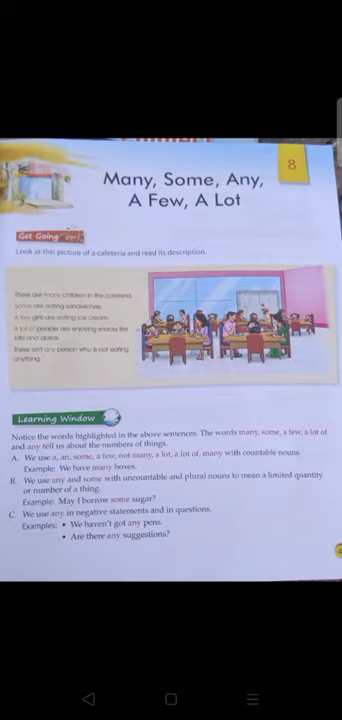 8
Many, Some, Any,
A Few, A Lot
Get Going
Look at this picture of a cafeteria and read its description.
There are many children in the cafeteria.
Some are eating sandwiches.
A few girls are eating ice cream.
A lot of people are enjoying snacks like
and
There isn't any person who is not eating
anything
Learning Window
Notice the words highlighted in the above sentences. The words many, some, a few, a lot of
and any tell us about the numbers of things.
A. We use a, an, some, a few, not many, a lot, a lot of, many with countable nouns.
Example: We have many boxes.
B. We use any and some with uncountable and plural nouns to mean a limited quantity
or number of a thing.
Example: May I borrow some sugar?
C. We use any in negative statements and in questions.
Examples: • We haven't got any pens.
• Are there any suggestions?